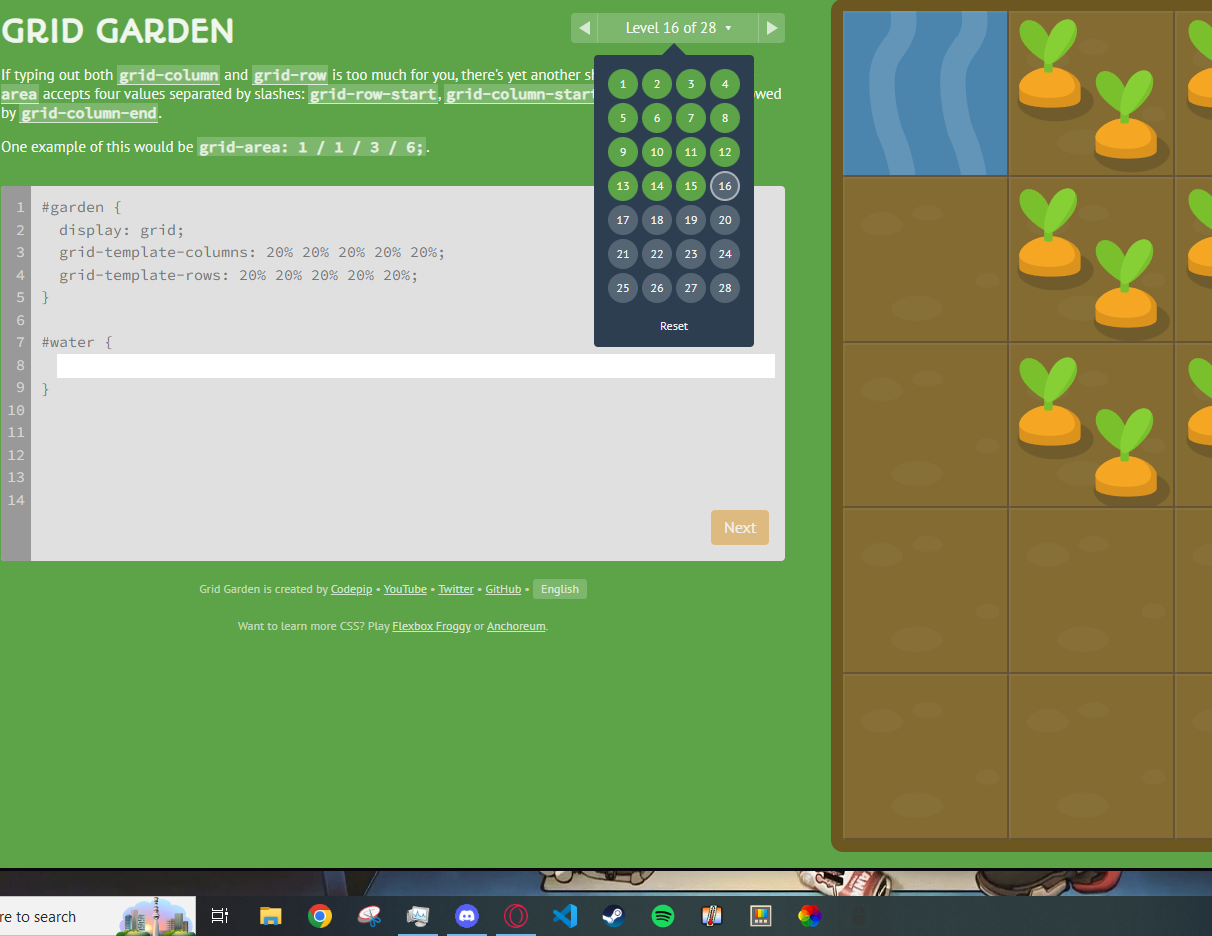 GRID GARDEN
Level 16 of 28
If typing out both grid-column and grid-row is too much for you, there's yet another
area accepts four values separated by slashes: grid-row-start, grid-column-star
by grid-column-end.
One example of this would be grid-area: 1 / 1 / 3 / 6;.
1 2 3 4
5 6 7 8
9 10 11 12
13 14 15 16
17 18 19 20
21 22 23 24
25 26 27 28
Reset
1 #garden {
2 display: grid;
3 grid-template-columns: 20% 20% 20% 20% 20%;
4 grid-template-rows: 20% 20% 20% 20% 20%;
5 }
6
7 #water {
8
9 }
10
11
12
13
14
Next
Grid Garden is created by Codepip • YouTube • Twitter • GitHub • English
Want to learn more CSS? Play Flexbox Froggy or Anchoreum.
re to search